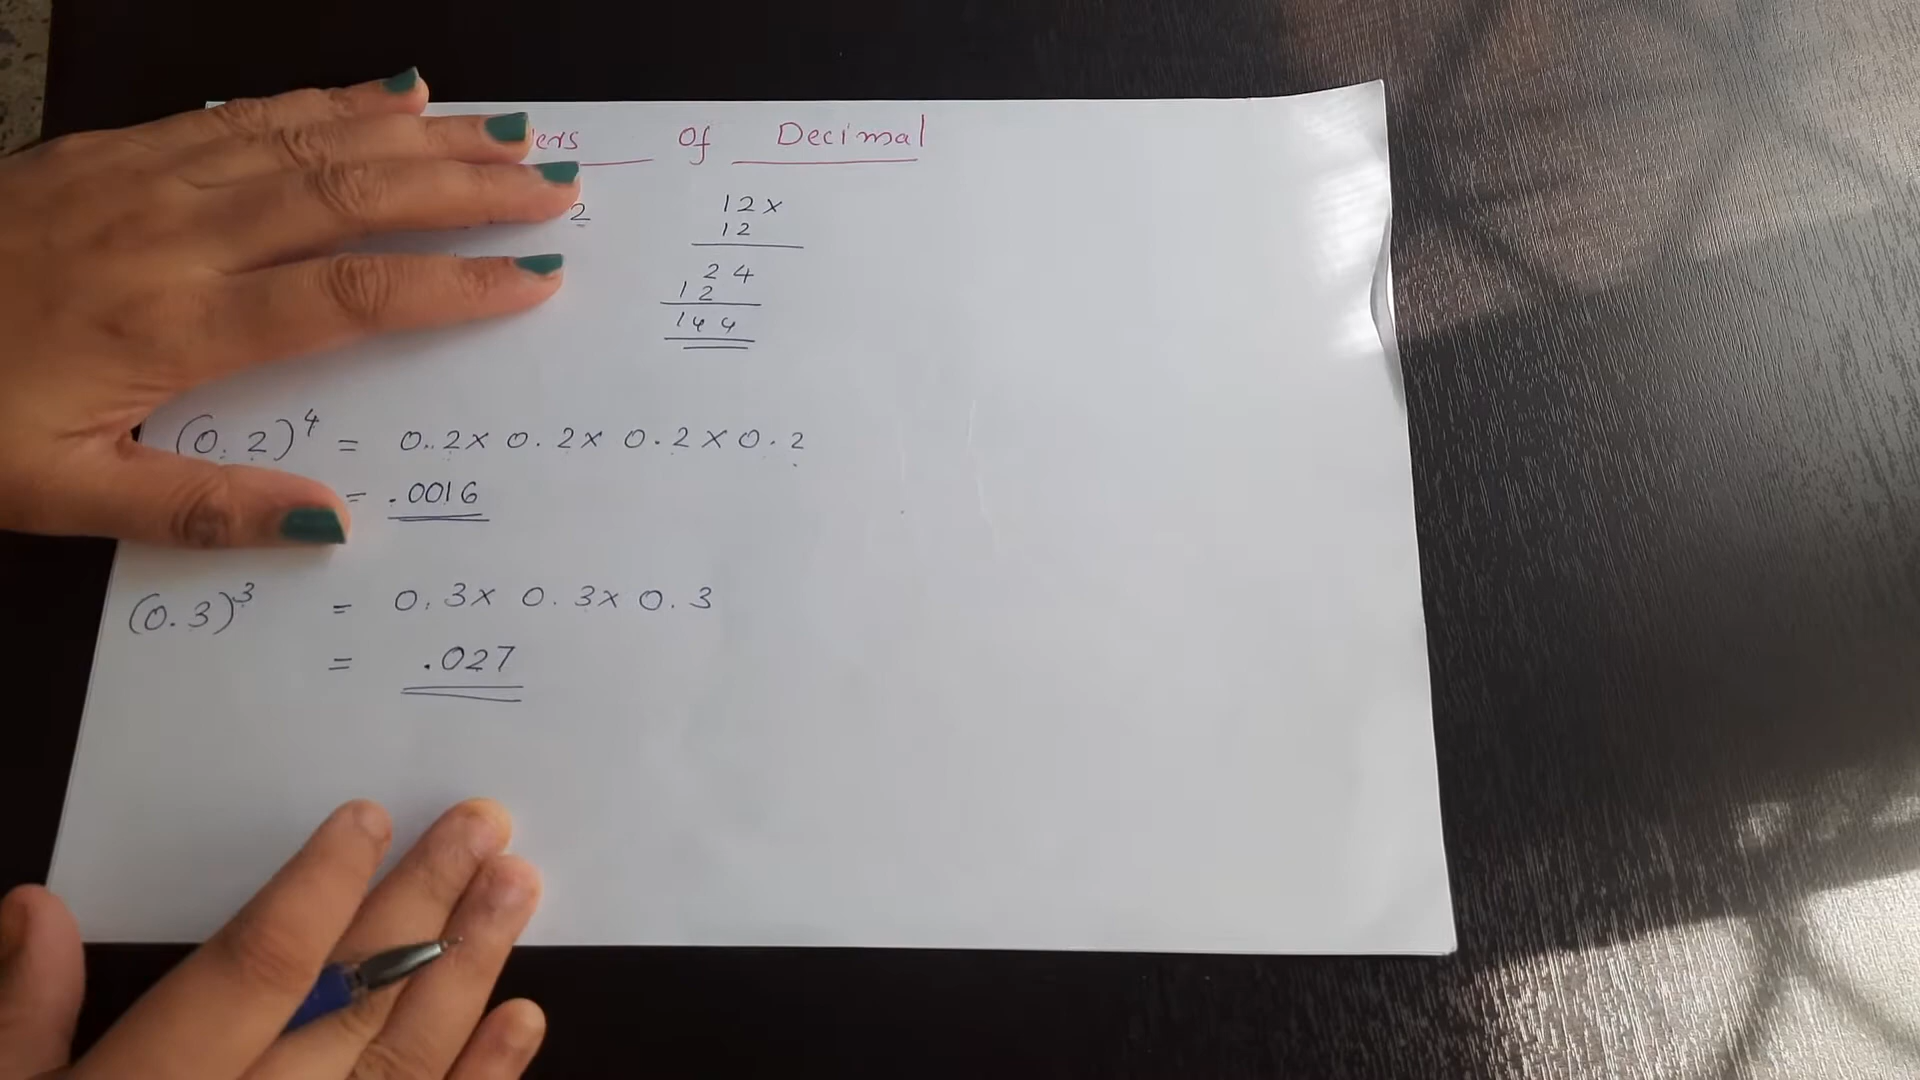 Of Decimal
2
12x
12
24
12
144
(0.2)⁴ = 0.2x 0.2x 0.2x0.2
= .0016
(0.3)³ = 0.3x 0.3x 0.3
= .027